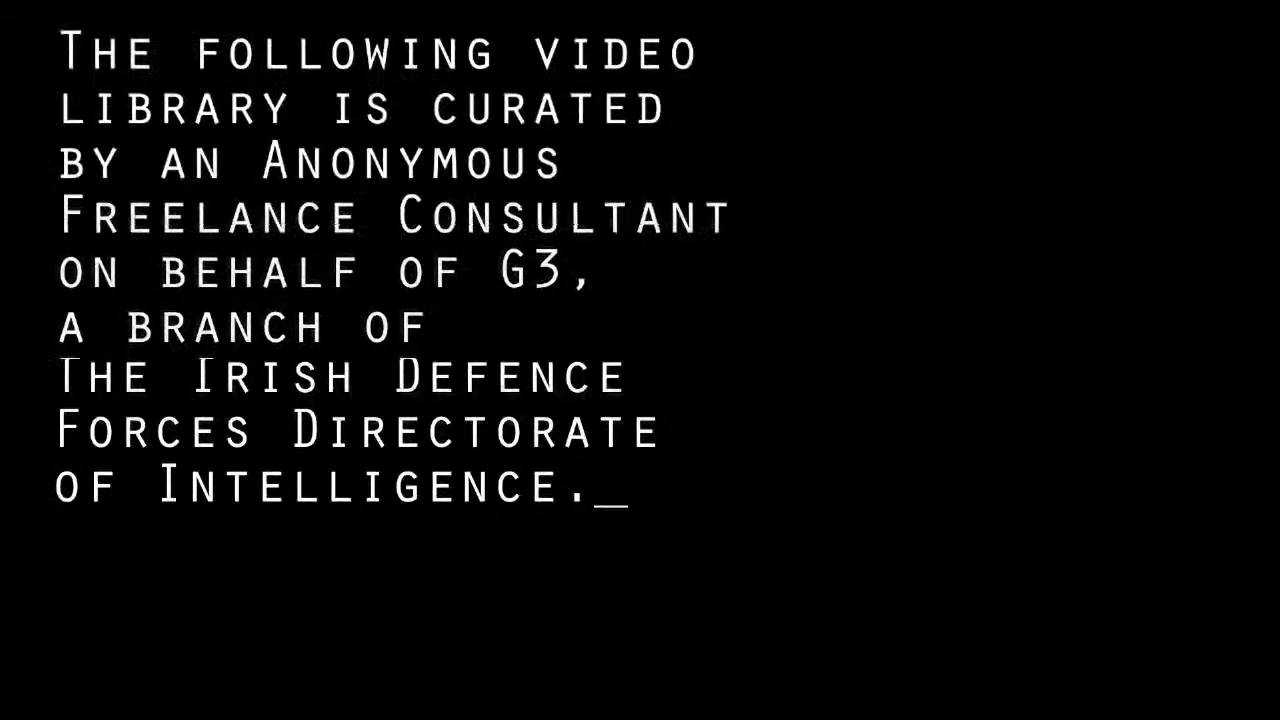 The following video
library is curated
by an Anonymous
Freelance Consultant
on behalf of G3,
a branch of
The Irish Defence
Forces Directorate
of Intelligence._